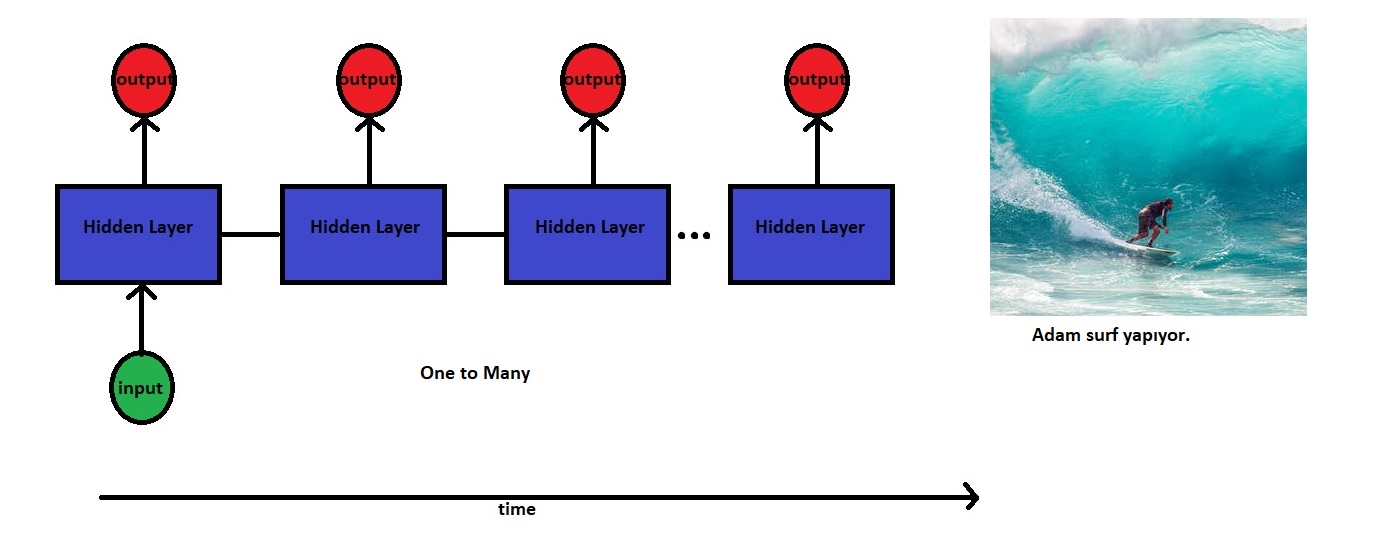 output output output output
Hidden Layer Hidden Layer Hidden Layer Hidden Layer
Adam surf yapıyor.
One to Many
input
time